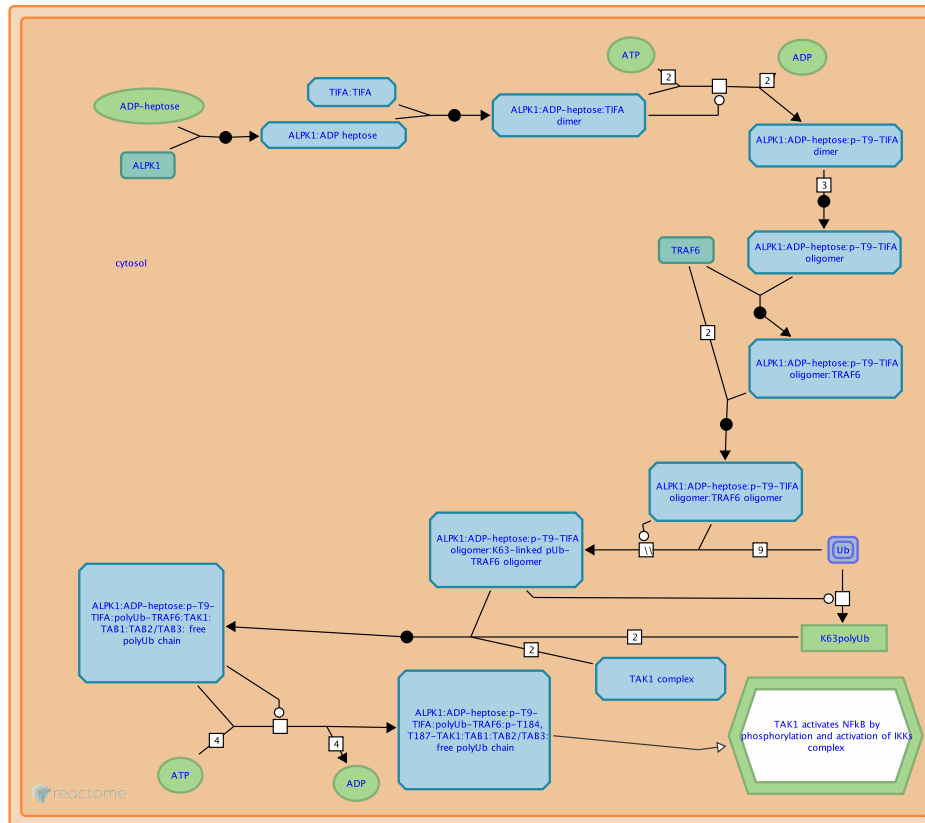 ATP
ADP
2
2
ADP-heptose
TIFA:TIFA
ALPK1:ADP-heptose:TIFA
dimer
ALPK1:ADP heptose
ALPK1
ALPK1:ADP-heptose:p-T9-TIFA
dimer
3
cytosol
TRAF6
ALPK1:ADP-heptose:p-T9-TIFA
oligomer
2
ALPK1:ADP-heptose:p-T9-TIFA
oligomer:TRAF6
ALPK1:ADP-heptose:p-T9-TIFA
oligomer:TRAF6 oligomer
ALPK1:ADP-heptose:p-T9-TIFA
oligomer:K63-linked pUb-
TRAF6 oligomer
\\
9
Ub
ALPK1:ADP-heptose:p-T9-
TIFA:polyUb-TRAF6:TAK1:
TAB1:TAB2/TAB3: free
polyUb chain
2
2
K63polyUb
TAK1 complex
ALPK1:ADP-heptose:p-T9-
TIFA:polyUb-TRAF6:p-T184,
T187-TAK1:TAB1:TAB2/TAB3:
free polyUb chain
TAK1 activates NFkB by
phosphorylation and activation of IKKs
complex
4
4
ATP
ADP
reactome